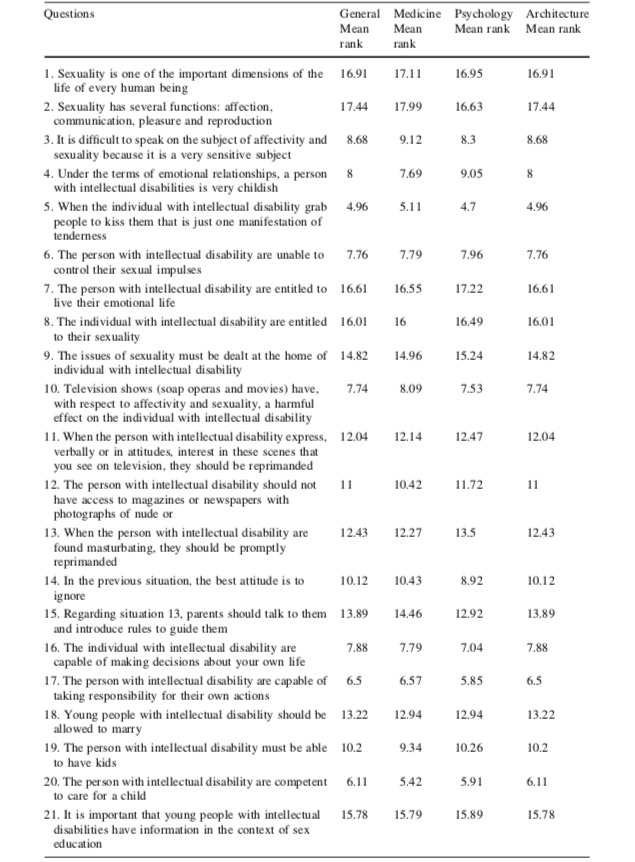 Questions General Medicine Psychology Architecture
Mean Mean Mean rank Mean rank
rank rank
1. Sexuality is one of the important dimensions of the 16.91 17.11 16.95 16.91
life of every human being
2. Sexuality has several functions: affection, 17.44 17.99 16.63 17.44
communication, pleasure and reproduction
3. It is difficult to speak on the subject of affectivity and 8.68 9.12 8.3 8.68
sexuality because it is a very sensitive subject
4. Under the terms of emotional relationships, a person 8 7.69 9.05 8
with intellectual disabilities is very childish
5. When the individual with intellectual disability grab 4.96 5.11 4.7 4.96
people to kiss them that is just one manifestation of
tenderness
6. The person with intellectual disability are unable to 7.76 7.79 7.96 7.76
control their sexual impulses
7. The person with intellectual disability are entitled to 16.61 16.55 17.22 16.61
live their emotional life
8. The individual with intellectual disability are entitled 16.01 16 16.49 16.01
to their sexuality
9. The issues of sexuality must be dealt at the home of 14.82 14.96 15.24 14.82
individual with intellectual disability
10. Television shows (soap operas and movies) have, 7.74 8.09 7.53 7.74
with respect to affectivity and sexuality, a harmful
effect on the individual with intellectual disability
11. When the person with intellectual disability express, 12.04 12.14 12.47 12.04
verbally or in attitudes, interest in these scenes that
you see on television, they should be reprimanded
12. The person with intellectual disability should not 11 10.42 11.72 11
have access to magazines or newspapers with
photographs of nude or
13. When the person with intellectual disability are 12.43 12.27 13.5 12.43
found masturbating, they should be promptly
reprimanded
14. In the previous situation, the best attitude is to 10.12 10.43 8.92 10.12
ignore
15. Regarding situation 13, parents should talk to them 13.89 14.46 12.92 13.89
and introduce rules to guide them
16. The individual with intellectual disability are 7.88 7.79 7.04 7.88
capable of making decisions about your own life
17. The person with intellectual disability are capable of 6.5 6.57 5.85 6.5
taking responsibility for their own actions
18. Young people with intellectual disability should be 13.22 12.94 12.94 13.22
allowed to marry
19. The person with intellectual disability must be able 10.2 9.34 10.26 10.2
to have kids
20. The person with intellectual disability are competent 6.11 5.42 5.91 6.11
to care for a child
21. It is important that young people with intellectual 15.78 15.79 15.89 15.78
disabilities have information in the context of sex
education